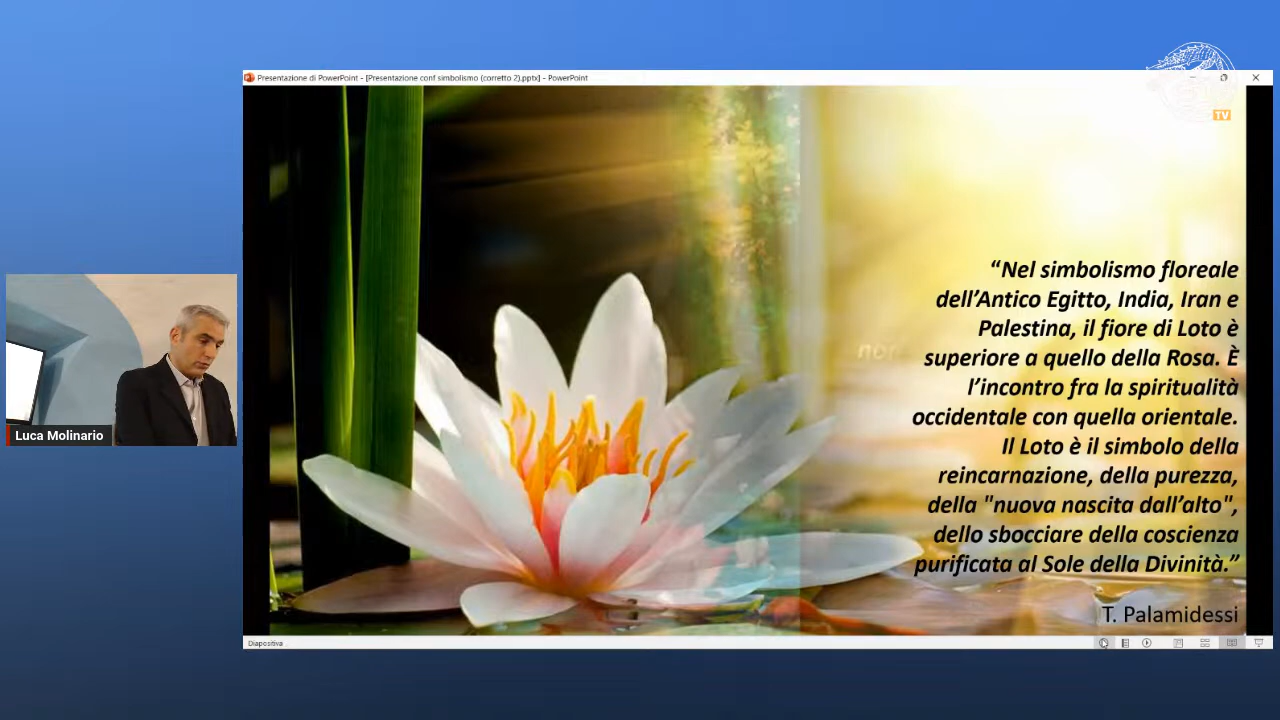 Presentazione di PowerPoint - [Presentazione conf simbolismo (corretto 2).pptx] - PowerPoint
TV
“Nel simbolismo floreale
dell’Antico Egitto, India, Iran e
Palestina, il fiore di Loto è
superiore a quello della Rosa. È
l’incontro fra la spiritualità
occidentale con quella orientale.
Il Loto è il simbolo della
reincarnazione, della purezza,
della "nuova nascita dall’alto",
dello sbocciare della coscienza
purificata al Sole della Divinità.”
T. Palamidessi
Luca Molinario
Diapositiva